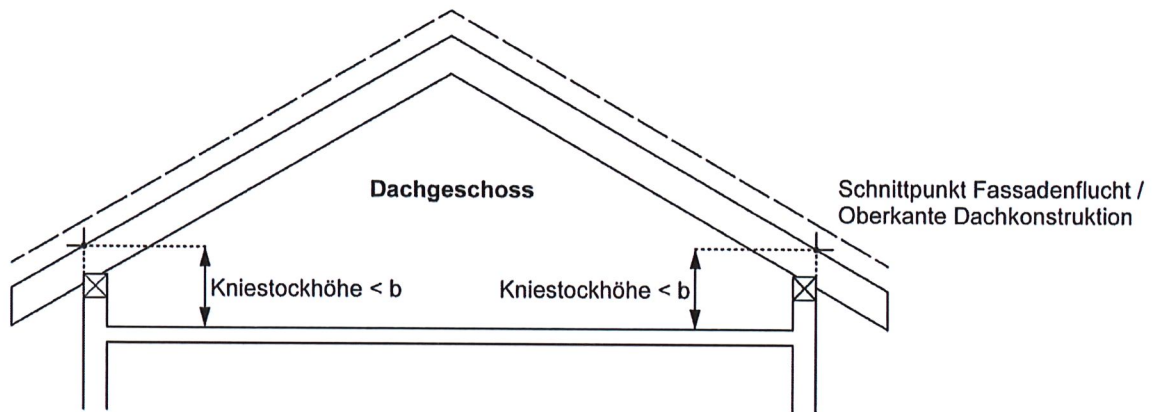 Dachgeschoss
Schnittpunkt Fassadenflucht /
Oberkante Dachkonstruktion
Kniestockhöhe < b
Kniestockhöhe < b